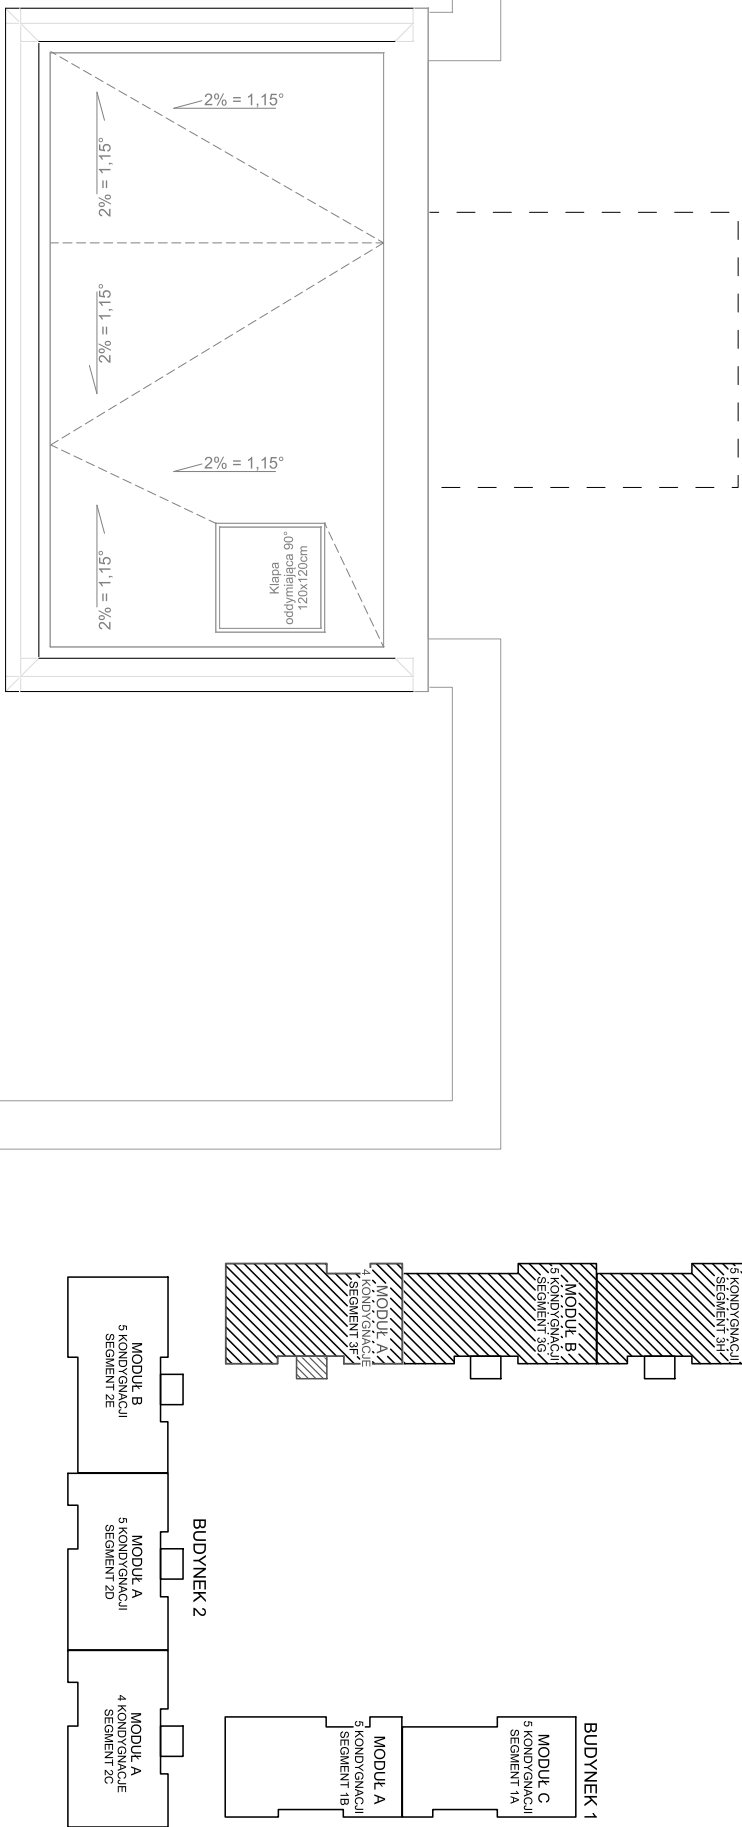 2% = 1,15°
2% = 1,15°
2% = 1,15°
2% = 1,15°
2% = 1,15°
Klapa
oddymiająca 90°
120x120cm
MODUŁ A
4 KONDYGNACJE
SEGMENT 3F
MODUŁ B
5 KONDYGNACJI
SEGMENT 3G
5 KONDYGNACJI
SEGMENT 3H
MODUŁ B
5 KONDYGNACJI
SEGMENT 2E
BUDYNEK 2
MODUŁ A
5 KONDYGNACJI
SEGMENT 2D
MODUŁ A
4 KONDYGNACJE
SEGMENT 2C
BUDYNEK 1
MODUŁ C
5 KONDYGNACJI
SEGMENT 1A
MODUŁ A
5 KONDYGNACJI
SEGMENT 1B